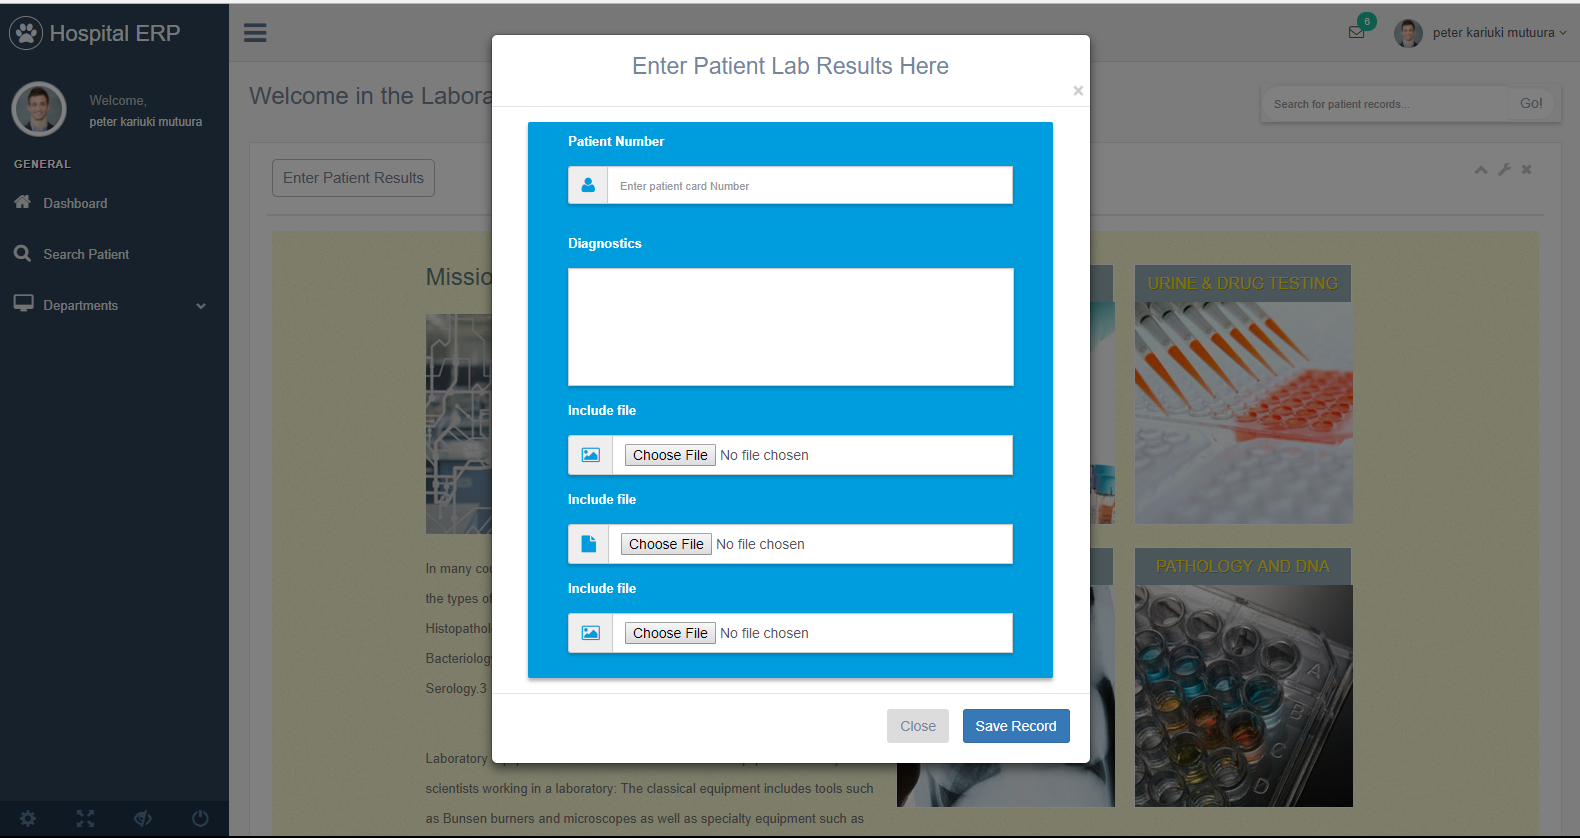 Hospital ERP
Welcome,
peter kariuki mutuura
GENERAL
Dashboard
Search Patient
Departments
6
peter kariuki mutuura
Welcome in the
Search for patient records...
Go!
Enter Patient Results
Enter Patient Lab Results Here
×
Patient Number
Enter patient card Number
Diagnostics
Include file
Choose File No file chosen
Include file
Choose File No file chosen
Include file
Choose File No file chosen
Close
Save Record
URINE & DRUG TESTING
PATHOLOGY AND DNA
A
B
C
D
In many
the types
Serology.3
Laboratory
scientists working in a laboratory: The classical equipment includes tools such
as Bunsen burners and microscopes as well as specialty equipment such as